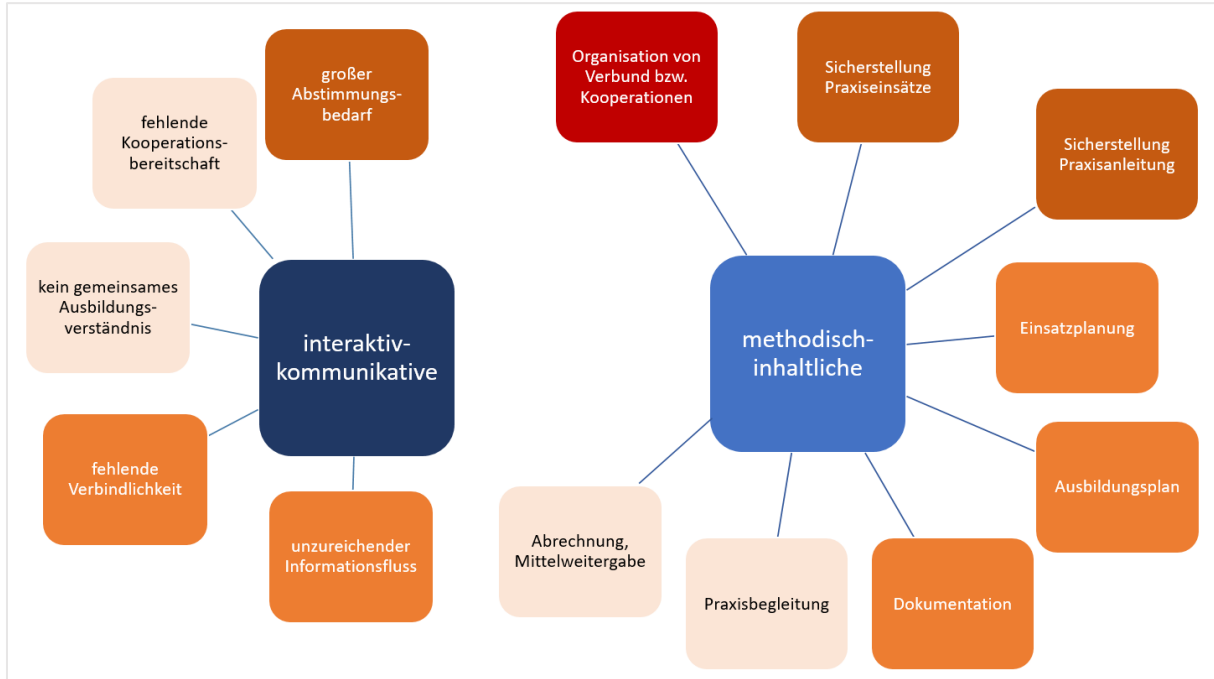 großer
Abstimmungs-
bedarf
fehlende
Kooperations-
bereitschaft
kein gemeinsames
Ausbildungs-
verständnis
interaktiv-
kommunikative
fehlende
Verbindlichkeit
unzureichender
Informationsfluss
Organisation von
Verbund bzw.
Kooperationen
Sicherstellung
Praxiseinsätze
Sicherstellung
Praxisanleitung
methodisch-
inhaltliche
Einsatzplanung
Ausbildungsplan
Abrechnung,
Mittelweitergabe
Praxisbegleitung
Dokumentation